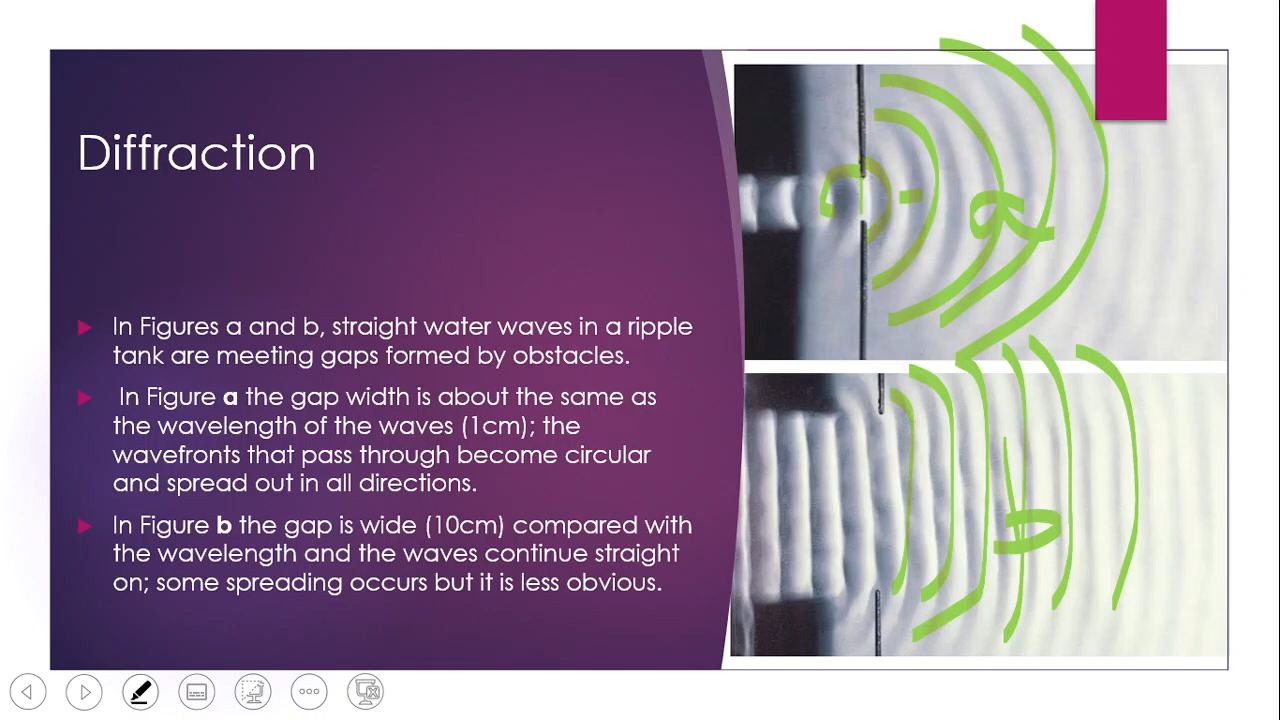 Diffraction
In Figures a and b, straight water waves in a ripple
tank are meeting gaps formed by obstacles.
In Figure a the gap width is about the same as
the wavelength of the waves (1cm); the
wavefronts that pass through become circular
and spread out in all directions.
In Figure b the gap is wide (10cm) compared with
the wavelength and the waves continue straight
on; some spreading occurs but it is less obvious.
a
b